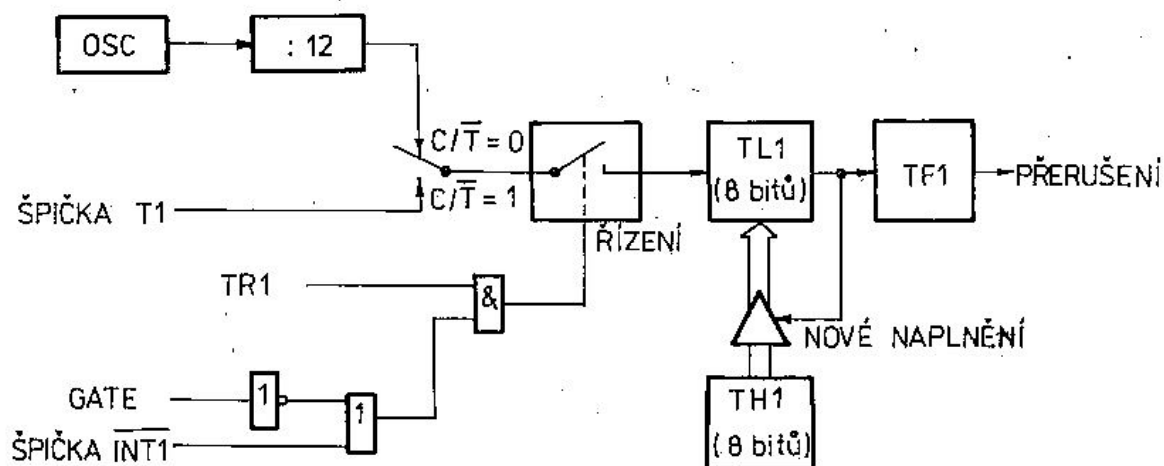 OSC
: 12
C/T̅ = 0
C/T̅ = 1
ŠPIČKA T1
ŘÍZENÍ
TL1
(8 bitů)
TF1
PŘERUŠENÍ
TR1
&
NOVÉ NAPLNĚNÍ
GATE
1
1
ŠPIČKA I̅N̅T̅1̅
TH1
(8 bitů)